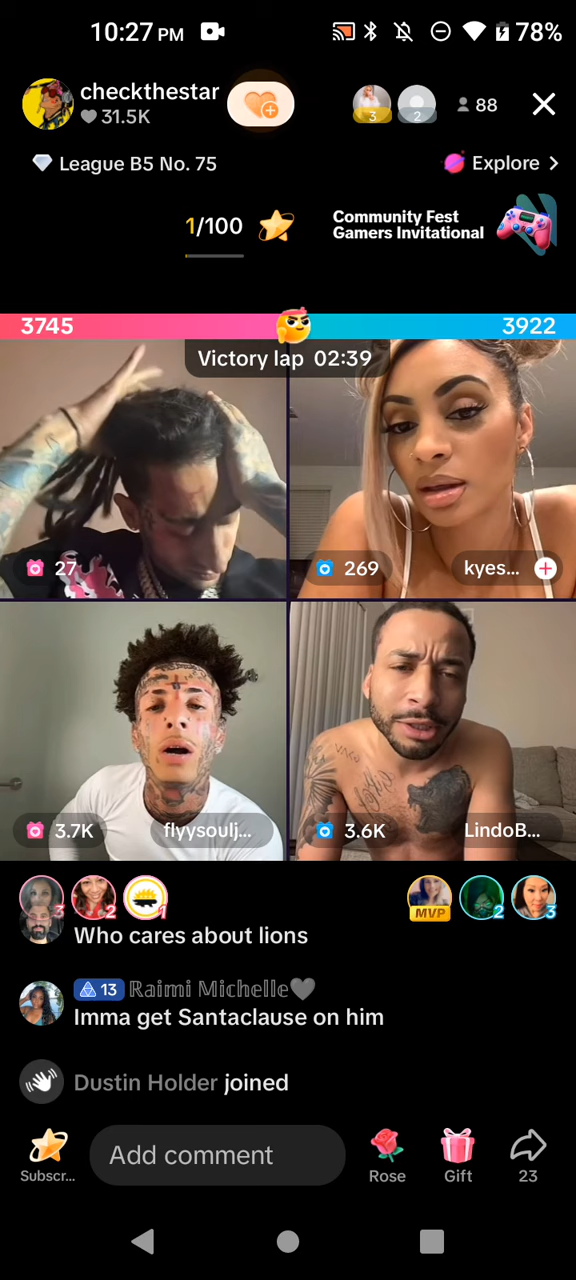 10:27 PM
78%
checkthestar
31.5K
3
2
88
League B5 No. 75
Explore
1/100
Community Fest
Gamers Invitational
3745
3922
Victory lap 02:39
27
269
kyes...
3.7K
flyysoulj...
3.6K
LindoB...
3
2
1
MVP
2
3
Who cares about lions
13 ℝ𝕒𝕚𝕞𝕚 𝕄𝕚𝕔𝕙𝕖𝕝𝕝𝕖🖤
Imma get Santaclause on him
Dustin Holder joined
Add comment
Subscr...
Rose
Gift
23